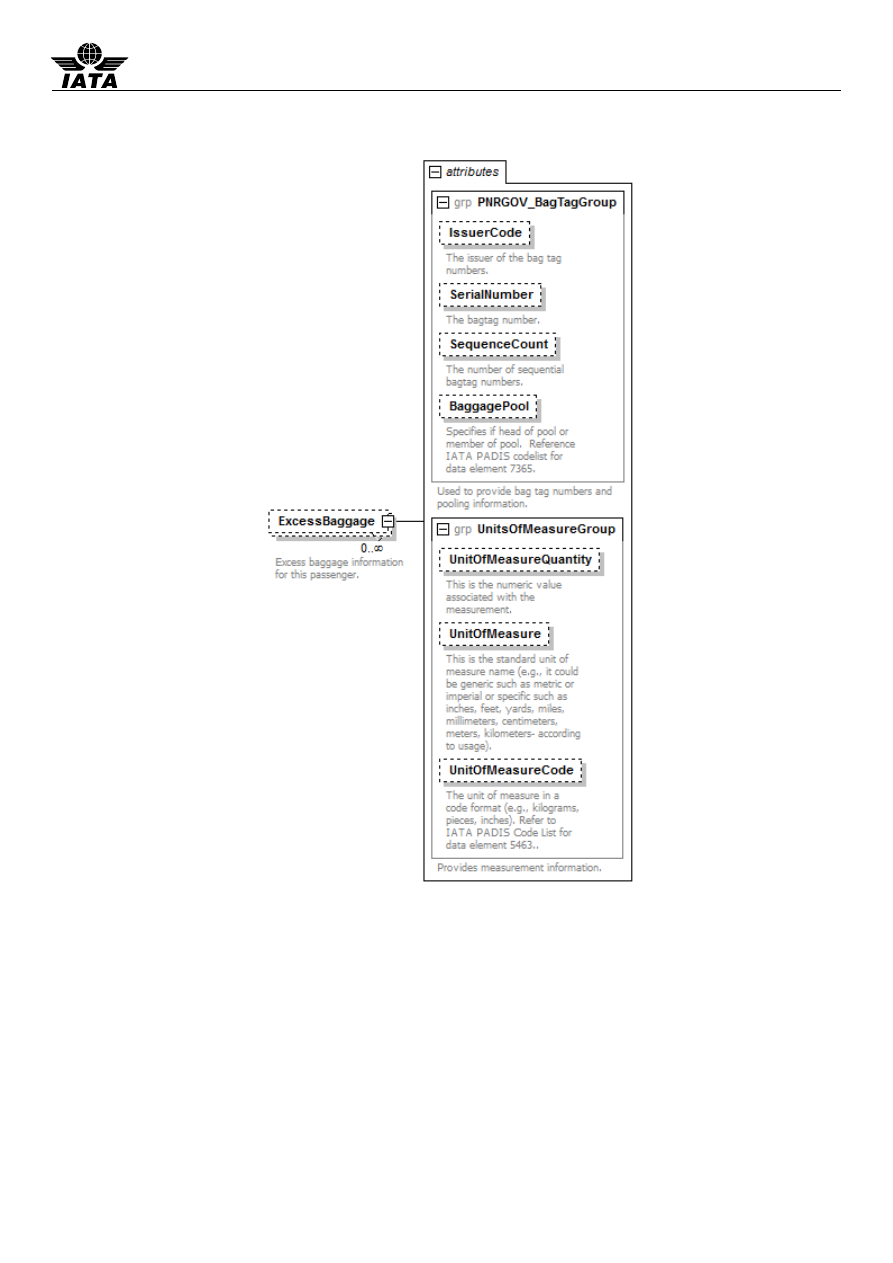 IATA
attributes
grp PNRGOV_BagTagGroup
IssuerCode
The issuer of the bag tag
numbers.
SerialNumber
The bagtag number.
SequenceCount
The number of sequential
bagtag numbers.
BaggagePool
Specifies if head of pool or
member of pool.  Reference
IATA PADIS codelist for
data element 7365.
Used to provide bag tag numbers and
pooling information.
ExcessBaggage
0..∞
Excess baggage information
for this passenger.
grp UnitsOfMeasureGroup
UnitOfMeasureQuantity
This is the numeric value
associated with the
measurement.
UnitOfMeasure
This is the standard unit of
measure name (e.g., it could
be generic such as metric or
imperial or specific such as
inches, feet, yards, miles,
millimeters, centimeters,
meters, kilometers- according
to usage).
UnitOfMeasureCode
The unit of measure in a
code format (e.g., kilograms,
pieces, inches). Refer to
IATA PADIS Code List for
data element 5463..
Provides measurement information.